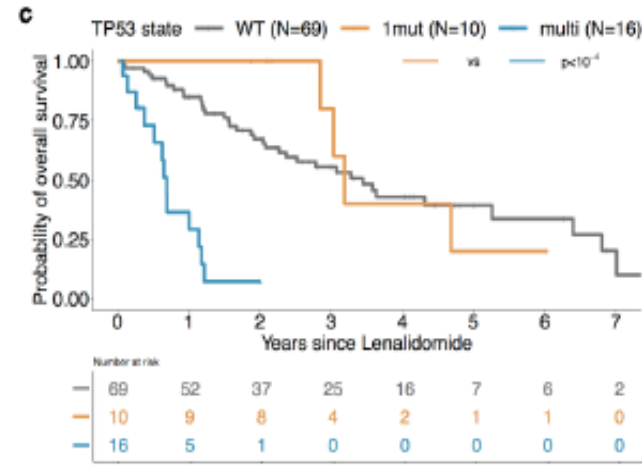 c
TP53 state WT (N=69) 1mut (N=10) multi (N=16)
vs p<10⁻⁴
Probability of overall survival
1.00
0.75
0.50
0.25
0.00
0 1 2 3 4 5 6 7
Years since Lenalidomide
Number at risk
69 52 37 25 16 7 6 2
10 9 8 4 2 1 1 0
16 5 1 0 0 0 0 0